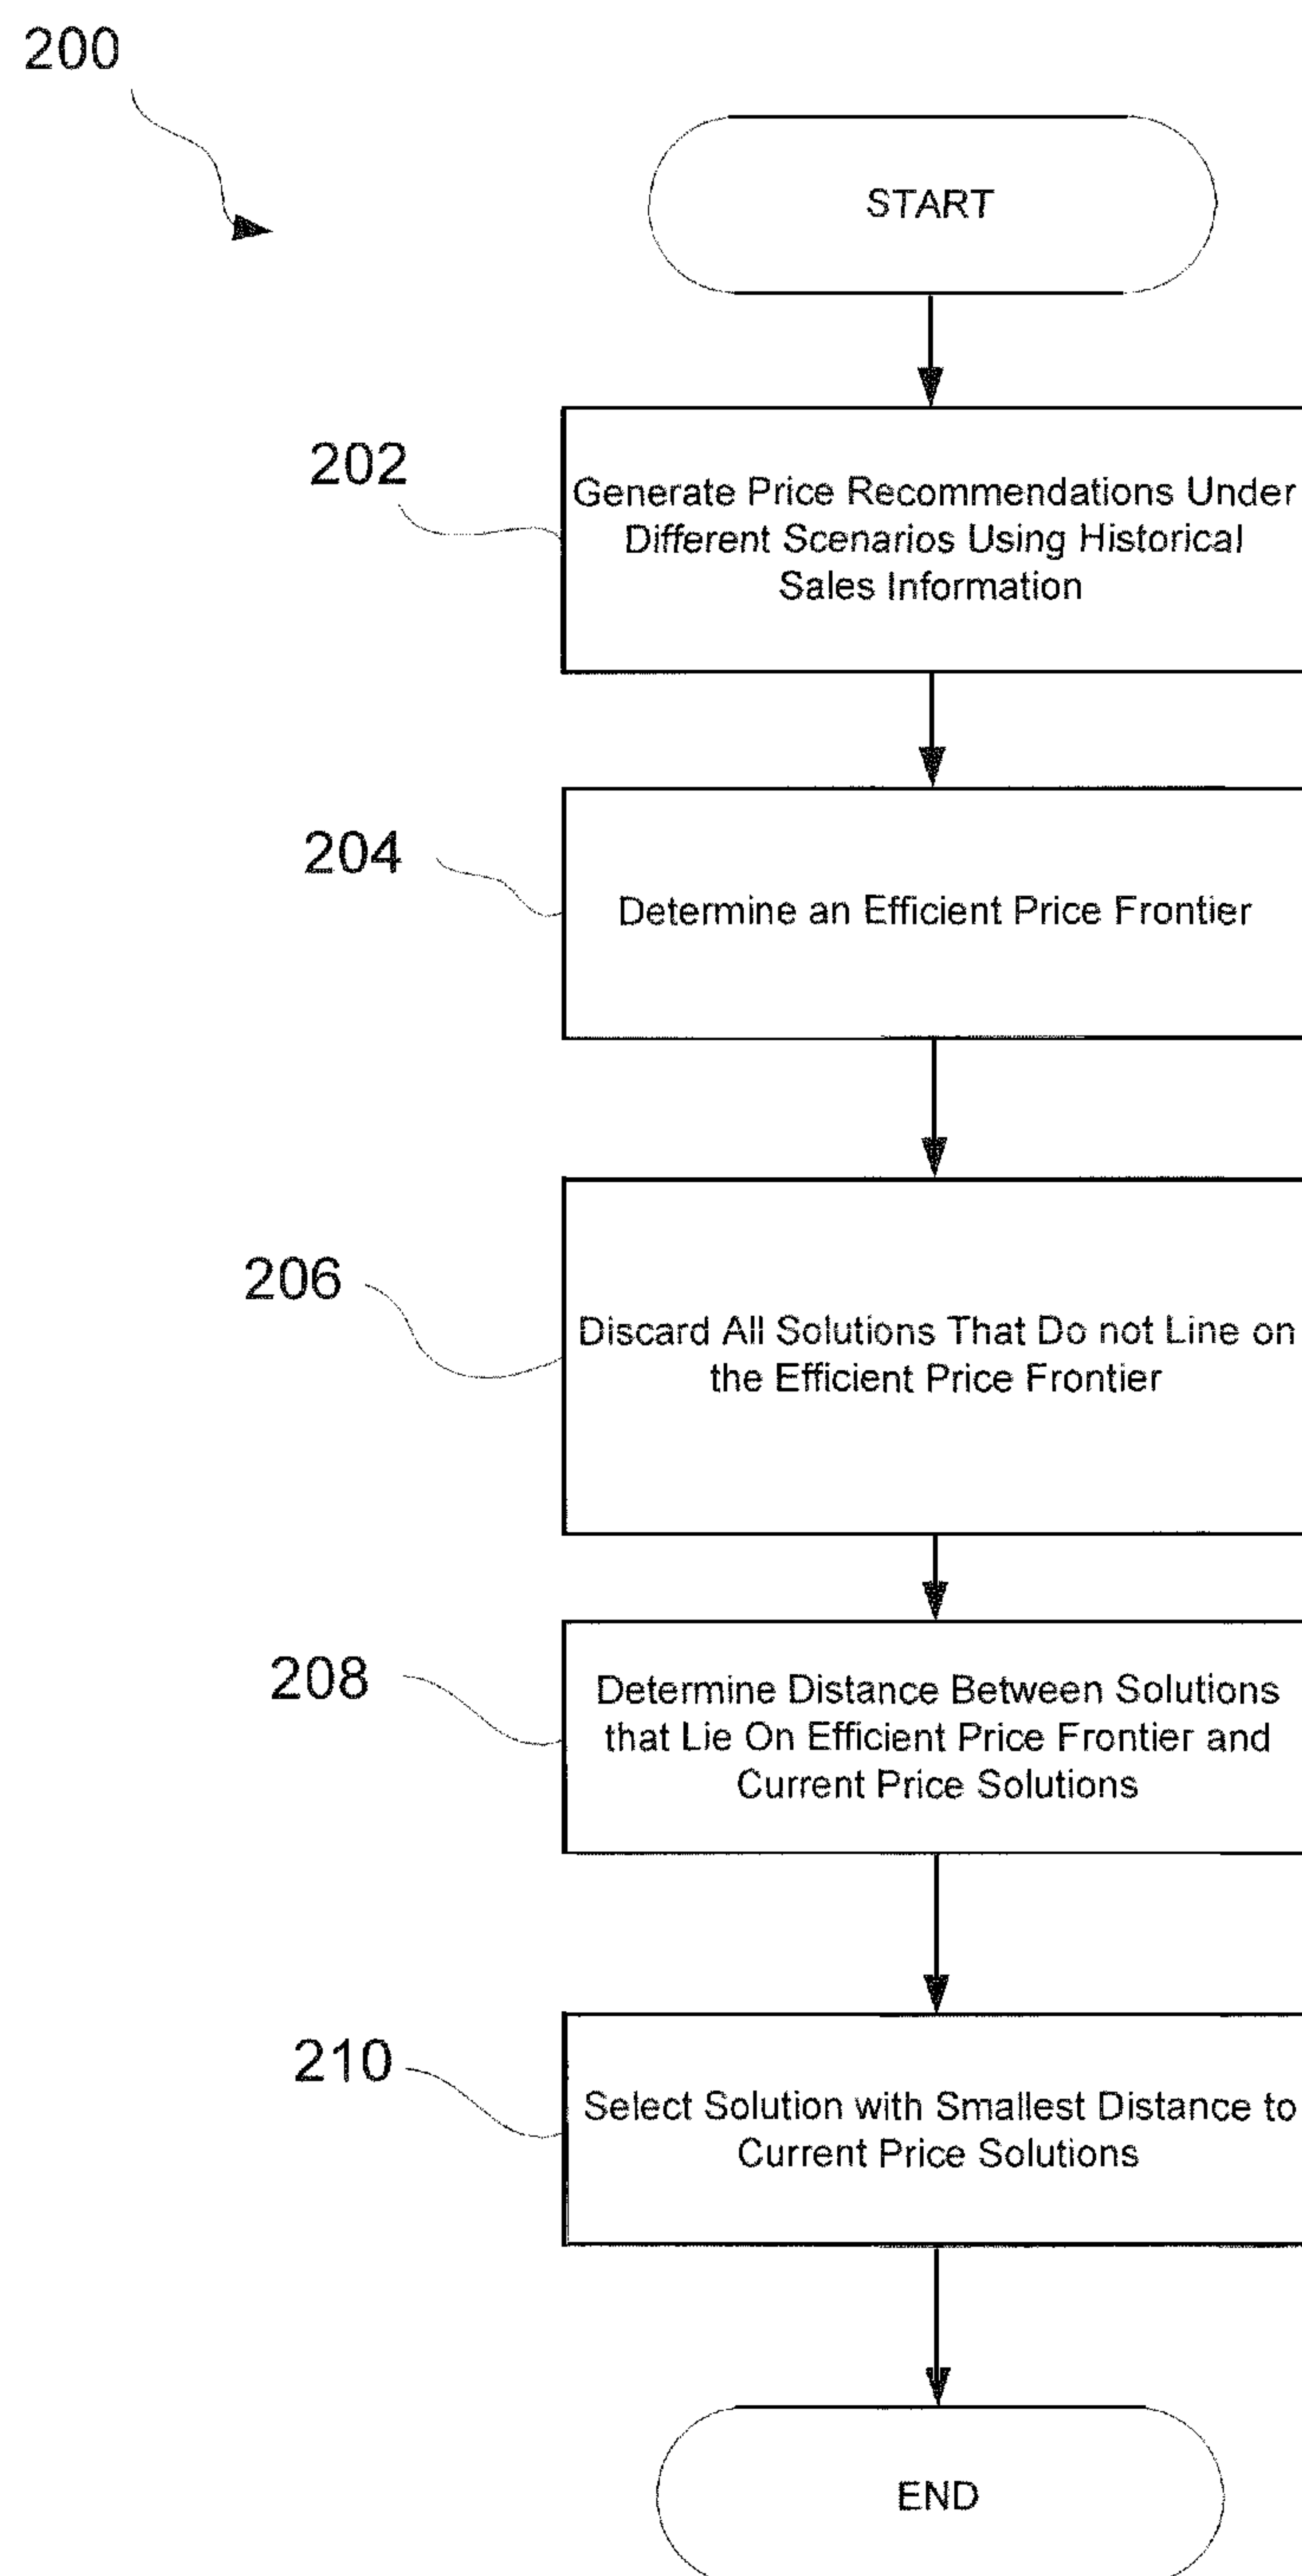 200
START
202
Generate Price Recommendations Under
Different Scenarios Using Historical
Sales Information
204
Determine an Efficient Price Frontier
206
Discard All Solutions That Do not Line on
the Efficient Price Frontier
208
Determine Distance Between Solutions
that Lie On Efficient Price Frontier and
Current Price Solutions
210
Select Solution with Smallest Distance to
Current Price Solutions
END